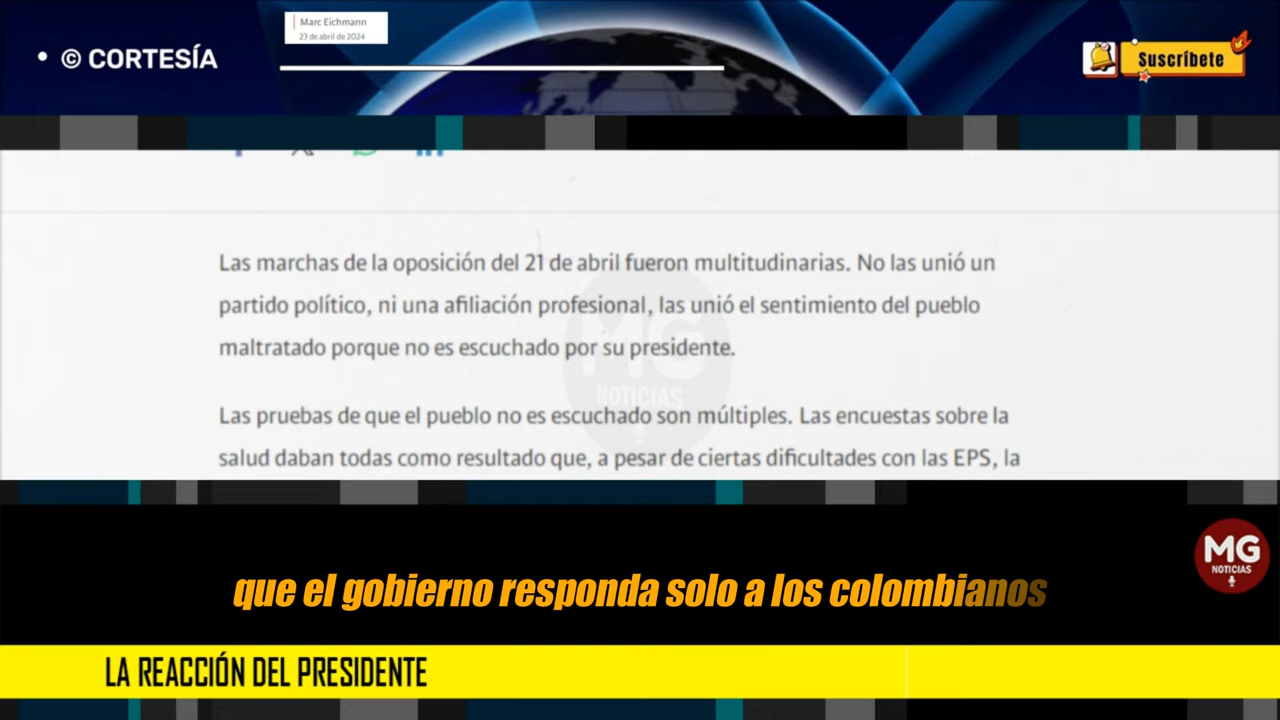 Marc Eichmann
23 de abril de 2024
• © CORTESÍA
Suscríbete
Las marchas de la oposición del 21 de abril fueron multitudinarias. No las unió un
partido político, ni una afiliación profesional, las unió el sentimiento del pueblo
maltratado porque no es escuchado por su presidente.
MG
NOTICIAS
Las pruebas de que el pueblo no es escuchado son múltiples. Las encuestas sobre la
salud daban todas como resultado que, a pesar de ciertas dificultades con las EPS, la
MG
NOTICIAS
que el gobierno responda solo a los colombianos
LA REACCIÓN DEL PRESIDENTE